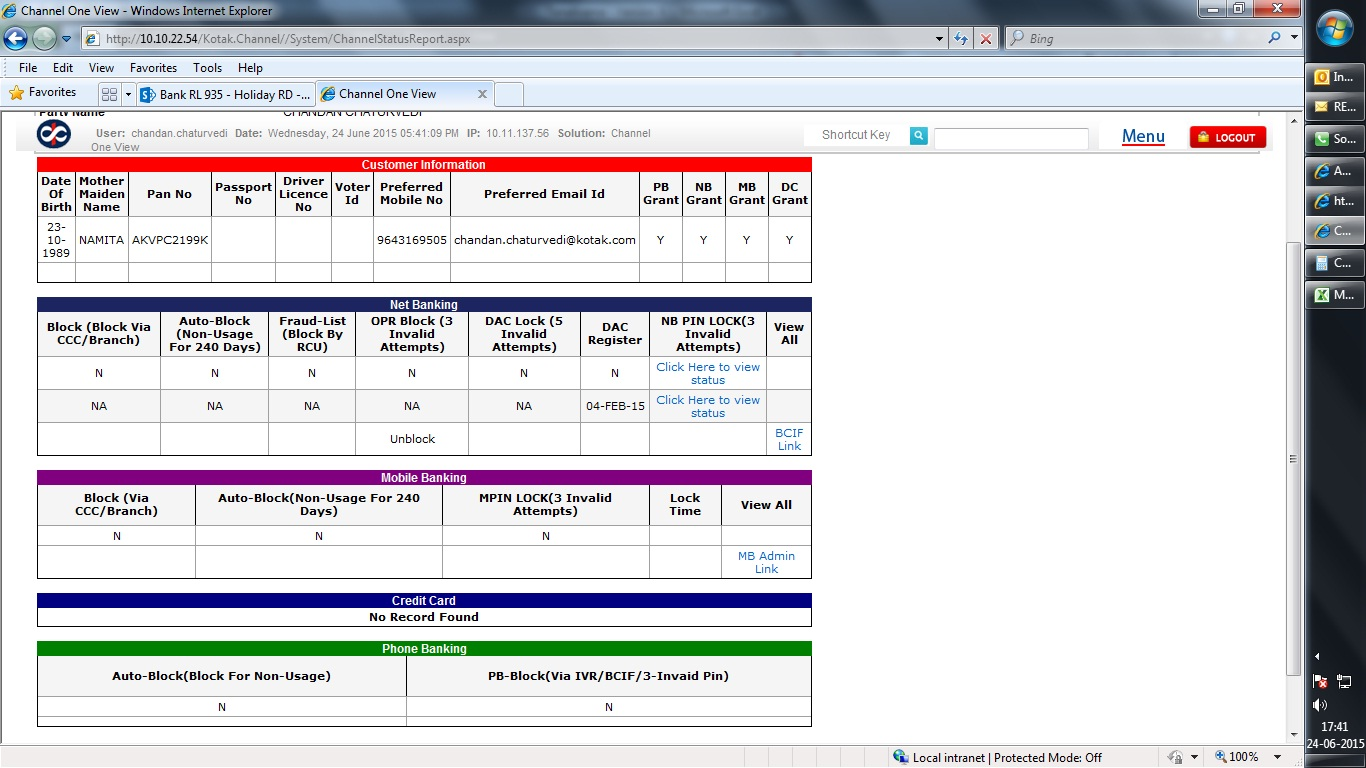 Channel One View - Windows Internet Explorer
http://10.10.22.54/Kotak.Channel//System/ChannelStatusReport.aspx
Bing
File Edit View Favorites Tools Help
Favorites Bank RL 935 - Holiday RD -... Channel One View
Party Name CHANDAN CHATURVEDI
User: chandan.chaturvedi Date: Wednesday, 24 June 2015 05:41:09 PM IP: 10.11.137.56 Solution: Channel
One View
Shortcut Key Menu LOGOUT
Customer Information
Date Of Birth Mother Maiden Name Pan No Passport No Driver Licence No Voter Id Preferred Mobile No Preferred Email Id PB Grant NB Grant MB Grant DC Grant
23-10-1989 NAMITA AKVPC2199K 9643169505 chandan.chaturvedi@kotak.com Y Y Y Y
Net Banking
Block (Block Via CCC/Branch) Auto-Block (Non-Usage For 240 Days) Fraud-List (Block By RCU) OPR Block (3 Invalid Attempts) DAC Lock (5 Invalid Attempts) DAC Register NB PIN LOCK(3 Invalid Attempts) View All
N N N N N N Click Here to view status
NA NA NA NA NA 04-FEB-15 Click Here to view status
Unblock BCIF Link
Mobile Banking
Block (Via CCC/Branch) Auto-Block(Non-Usage For 240 Days) MPIN LOCK(3 Invalid Attempts) Lock Time View All
N N N
MB Admin Link
Credit Card
No Record Found
Phone Banking
Auto-Block(Block For Non-Usage) PB-Block(Via IVR/BCIF/3-Invaid Pin)
N N
Local intranet | Protected Mode: Off 100%
In...
RE...
So...
A...
ht...
C...
C...
M...
17:41
24-06-2015